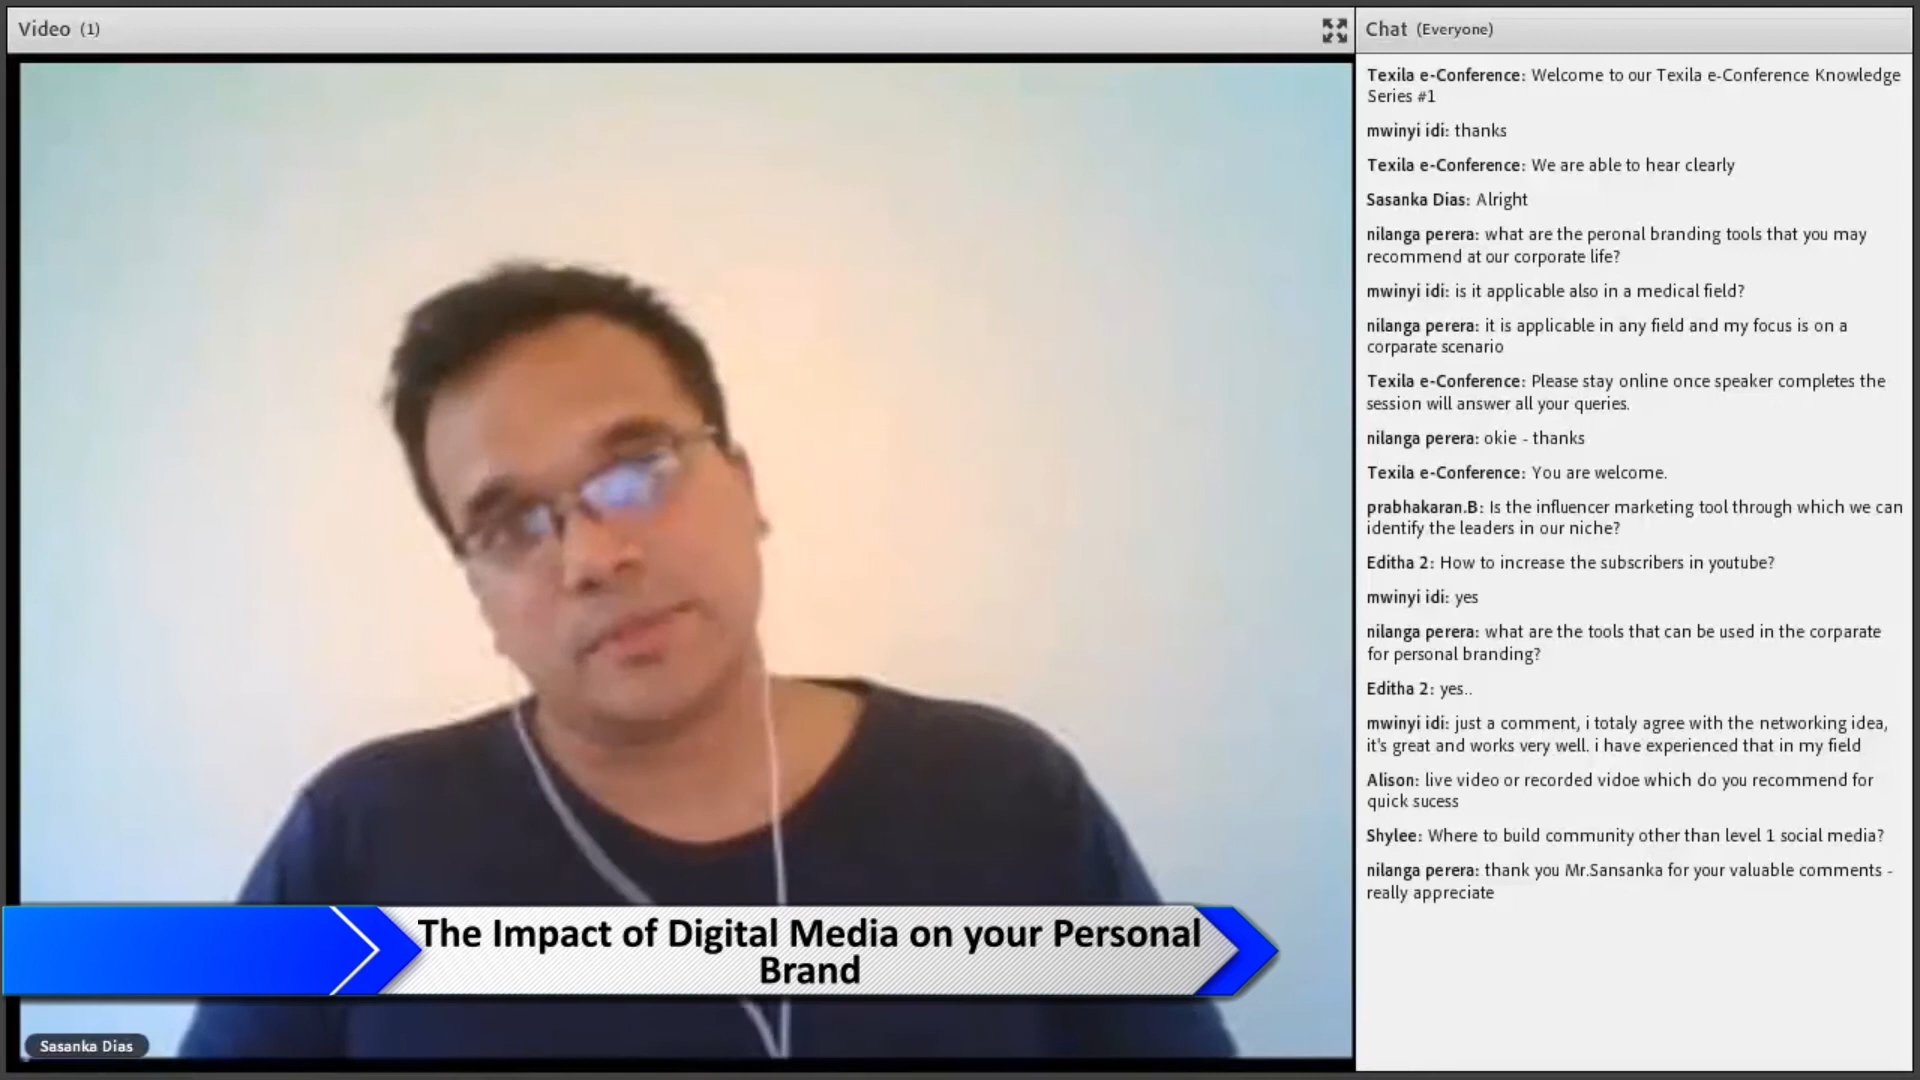 Video (1)
Chat (Everyone)
Texila e-Conference: Welcome to our Texila e-Conference Knowledge
Series #1
mwinyi idi: thanks
Texila e-Conference: We are able to hear clearly
Sasanka Dias: Alright
nilanga perera: what are the peronal branding tools that you may
recommend at our corporate life?
mwinyi idi: is it applicable also in a medical field?
nilanga perera: it is applicable in any field and my focus is on a
corparate scenario
Texila e-Conference: Please stay online once speaker completes the
session will answer all your queries.
nilanga perera: okie - thanks
Texila e-Conference: You are welcome.
prabhakaran.B: Is the influencer marketing tool through which we can
identify the leaders in our niche?
Editha 2: How to increase the subscribers in youtube?
mwinyi idi: yes
nilanga perera: what are the tools that can be used in the corparate
for personal branding?
Editha 2: yes..
mwinyi idi: just a comment, i totaly agree with the networking idea,
it's great and works very well. i have experienced that in my field
Alison: live video or recorded vidoe which do you recommend for
quick sucess
Shylee: Where to build community other than level 1 social media?
nilanga perera: thank you Mr.Sansanka for your valuable comments -
really appreciate
The Impact of Digital Media on your Personal
Brand
Sasanka Dias